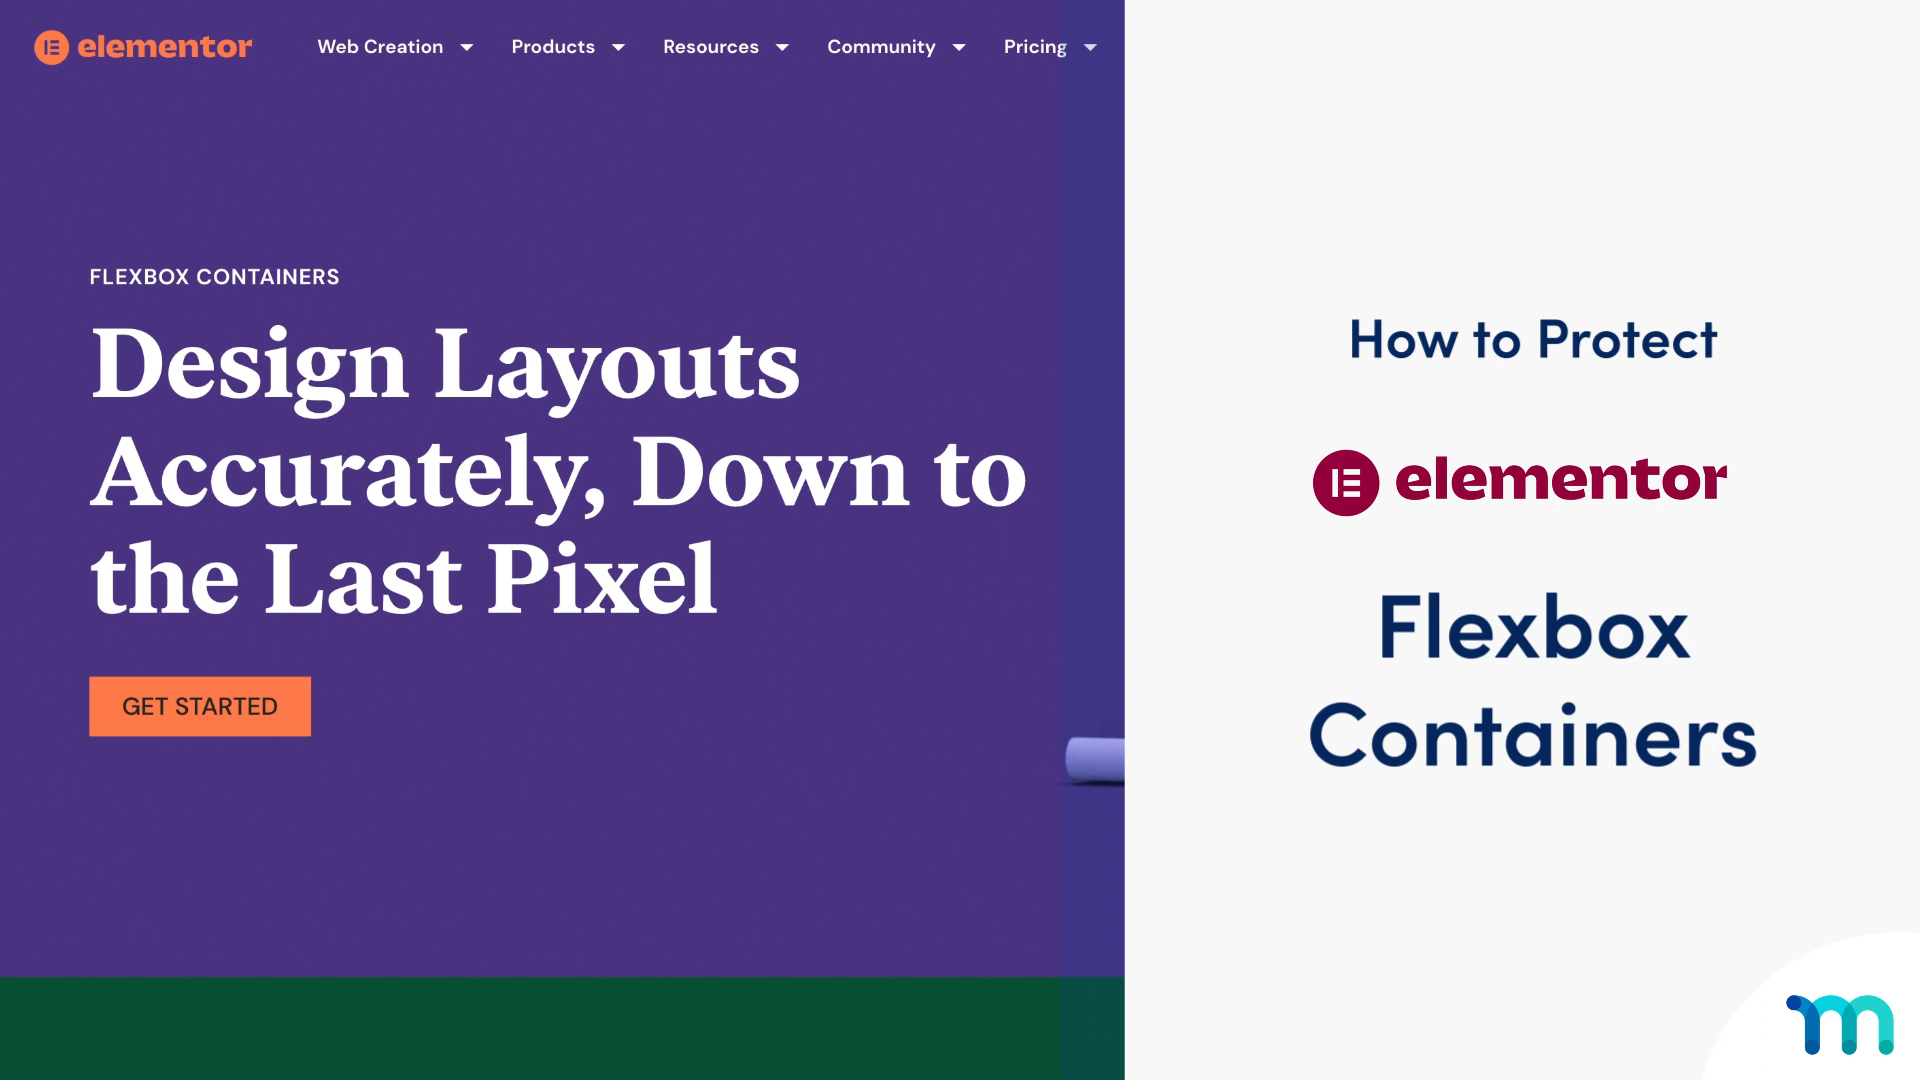 elementor
Web Creation
Products
Resources
Community
Pricing
FLEXBOX CONTAINERS
Design Layouts
Accurately, Down to
the Last Pixel
GET STARTED
How to Protect
elementor
Flexbox
Containers
m